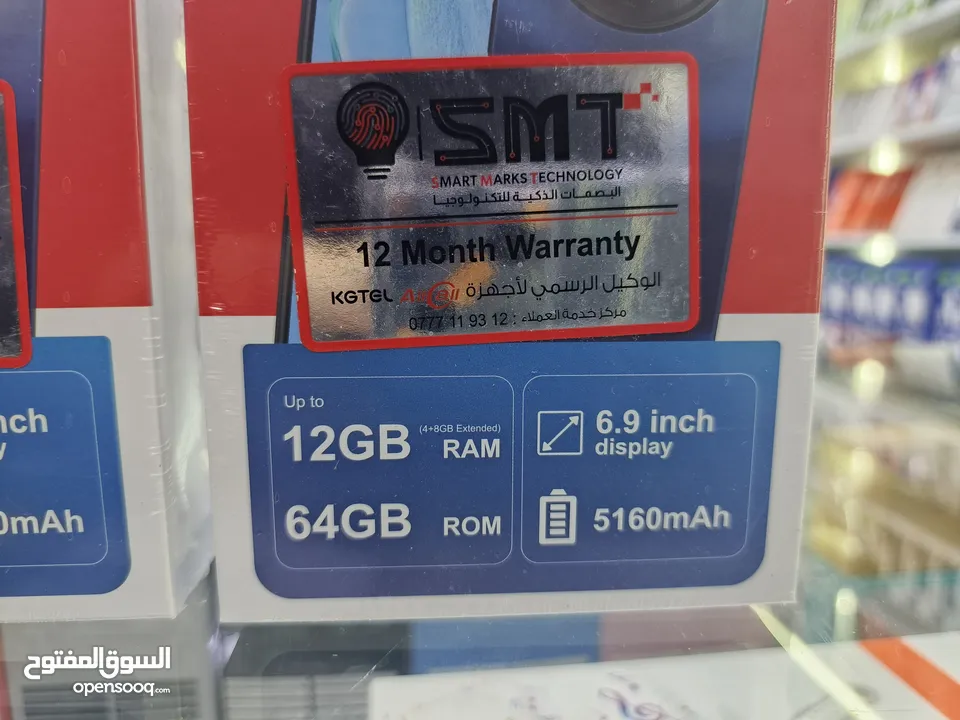 SMT
SMART MARKS TECHNOLOGY
البصمات الذكية للتكنولوجيا
12 Month Warranty
الوكيل الرسمي لأجهزة KGTEL
مركز خدمة العملاء : 12 93 11 0777
Up to
12GB (4+8GB Extended) RAM
64GB ROM
6.9 inch
display
5160mAh
nch
y
0mAh
السوق المفتوح
opensooq.com